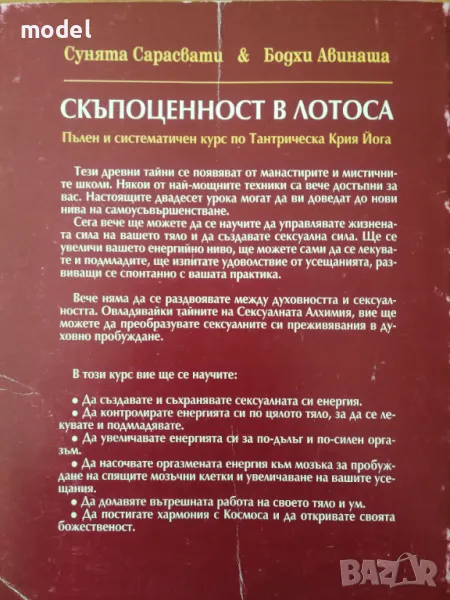 model
Сунята Сарасвати & Бодхи Авинаша
СКЪПОЦЕННОСТ В ЛОТОСА
Пълен и систематичен курс по Тантрическа Крия Йога
Тези древни тайни се появяват от манастирите и мистични-
те школи. Някои от най-мощните техники са вече достъпни за
вас. Настоящите двадесет урока могат да ви доведат до нови
нива на самоусъвършенстване.
Сега вече ще можете да се научите да управлявате жизнена-
та сила на вашето тяло и да създавате сексуална сила. Ще се
увеличи вашето енергийно ниво, ще можете сами да се лекува-
те и подмладите, ще изпитате удоволствие от усещанията, раз-
виващи се спонтанно с вашата практика.
Вече няма да се раздвоявате между духовността и сексуал-
ността. Овладявайки тайните на Сексуалната Алхимия, вие ще
можете да преобразувате сексуалните си преживявания в ду-
ховно пробуждане.
В този курс вие ще се научите:
• Да създавате и съхранявате сексуалната си енергия.
• Да контролирате енергията си по цялото тяло, за да се ле-
кувате и подмладявате.
• Да увеличавате енергията си за по-дълъг и по-силен орга-
зъм.
• Да насочвате оргазмената енергия към мозъка за пробуж-
дане на спящите мозъчни клетки и увеличаване на вашите усе-
щания.
• Да долавяте вътрешната работа на своето тяло и ум.
• Да постигате хармония с Космоса и да откривате своята
божественост.
БАЗАР